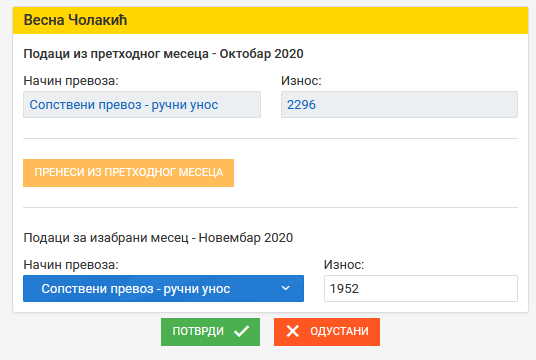 Весна Чолакић
Подаци из претходног месеца - Октобар 2020
Начин превоза: Износ:
Сопствени превоз - ручни унос 2296
ПРЕНЕСИ ИЗ ПРЕТХОДНОГ МЕСЕЦА
Подаци за изабрани месец - Новембар 2020
Начин превоза: Износ:
Сопствени превоз - ручни унос 1952
ПОТВРДИ ОДУСТАНИ